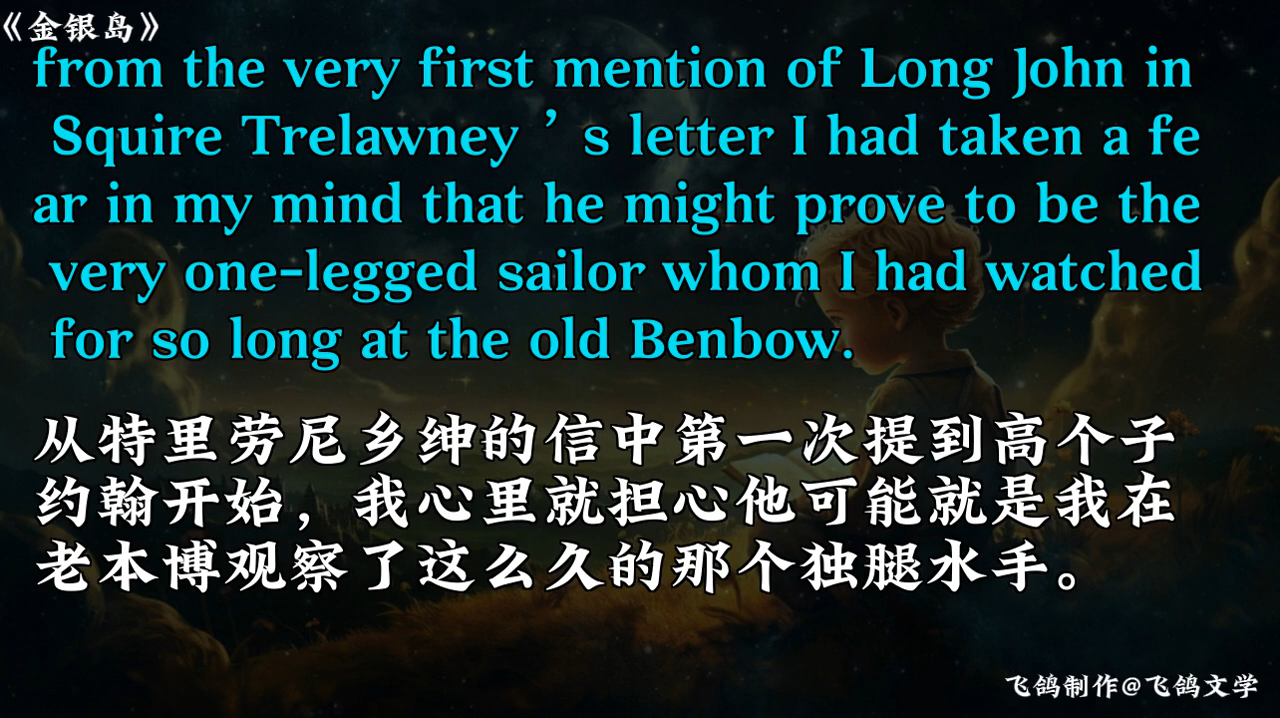 《金银岛》
from the very first mention of Long John in
Squire Trelawney ’ s letter I had taken a fe
ar in my mind that he might prove to be the
very one-legged sailor whom I had watched
for so long at the old Benbow.
从特里劳尼乡绅的信中第一次提到高个子
约翰开始，我心里就担心他可能就是我在
老本博观察了这么久的那个独腿水手。
飞鸽制作@飞鸽文学